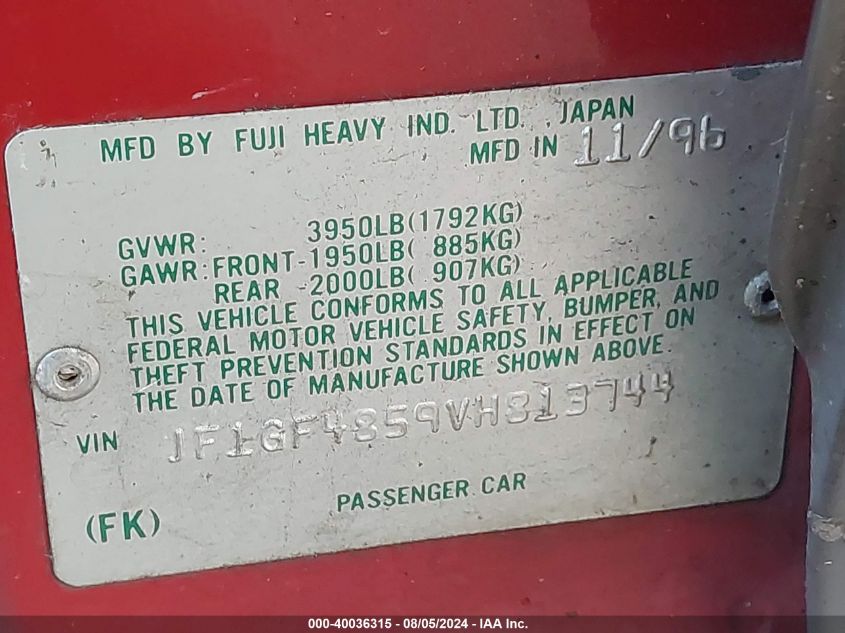 MFD BY FUJI HEAVY IND. LTD. JAPAN
MFD IN 11/96
GVWR: 3950LB(1792KG)
GAWR: FRONT-1950LB( 885KG)
REAR -2000LB( 907KG)
THIS VEHICLE CONFORMS TO ALL APPLICABLE
FEDERAL MOTOR VEHICLE SAFETY, BUMPER, AND
THEFT PREVENTION STANDARDS IN EFFECT ON
THE DATE OF MANUFACTURE SHOWN ABOVE.
VIN JF1GF4859VH813744
PASSENGER CAR
(FK)
000-40036315 - 08/05/2024 - IAA Inc.